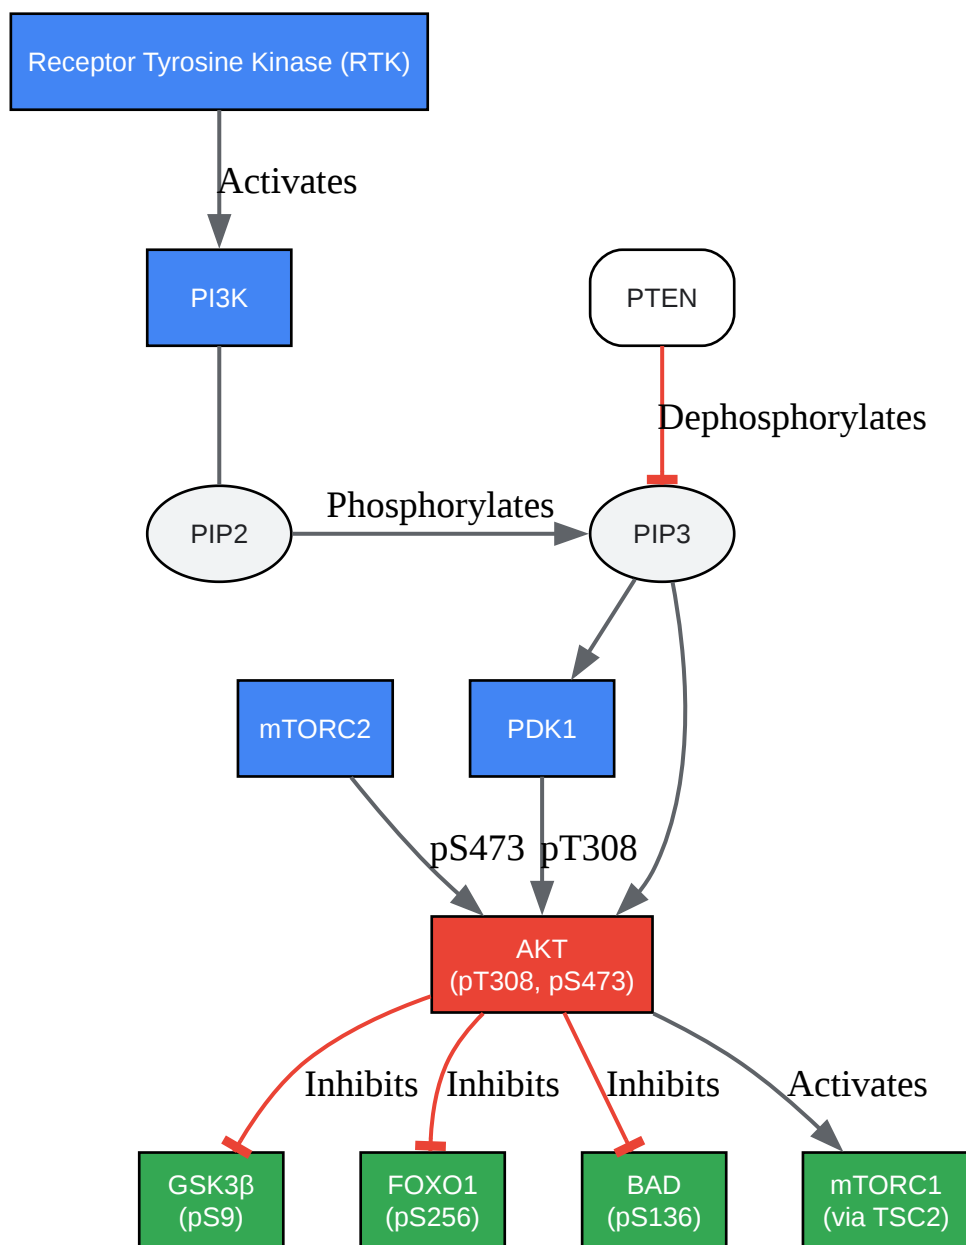 Receptor Tyrosine Kinase (RTK)
Activates
PI3K
PTEN
Dephosphorylates
Phosphorylates
PIP2
PIP3
mTORC2
PDK1
pS473
pT308
AKT
(pT308, pS473)
Inhibits
Inhibits
Inhibits
Activates
GSK3β
(pS9)
FOXO1
(pS256)
BAD
(pS136)
mTORC1
(via TSC2)